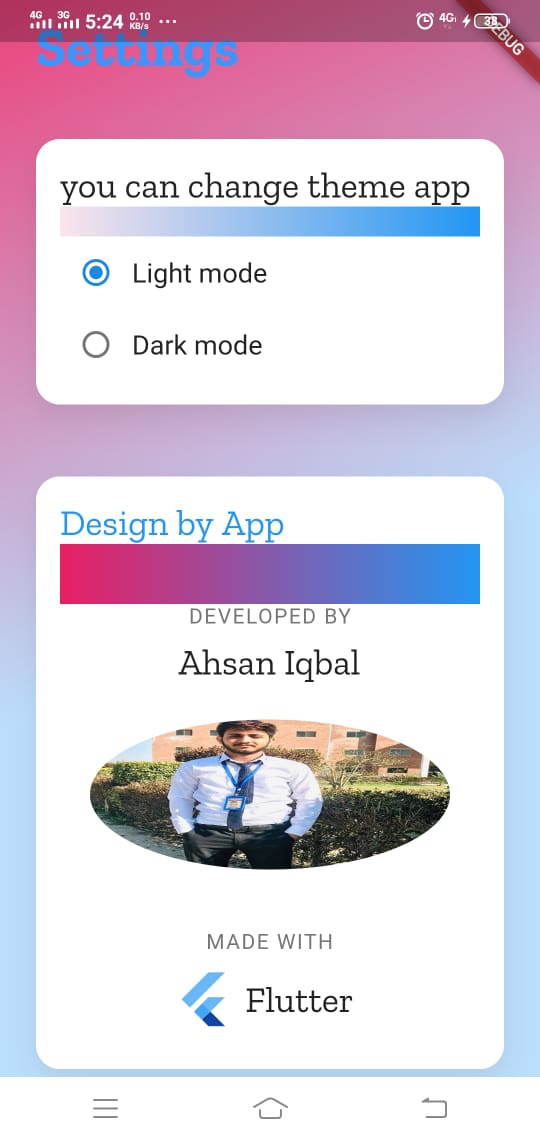 4G 3G 5:24 0.10 KB/s ... 4G 38
DEBUG
Settings
you can change theme app
Light mode
Dark mode
Design by App
DEVELOPED BY
Ahsan Iqbal
MADE WITH
Flutter